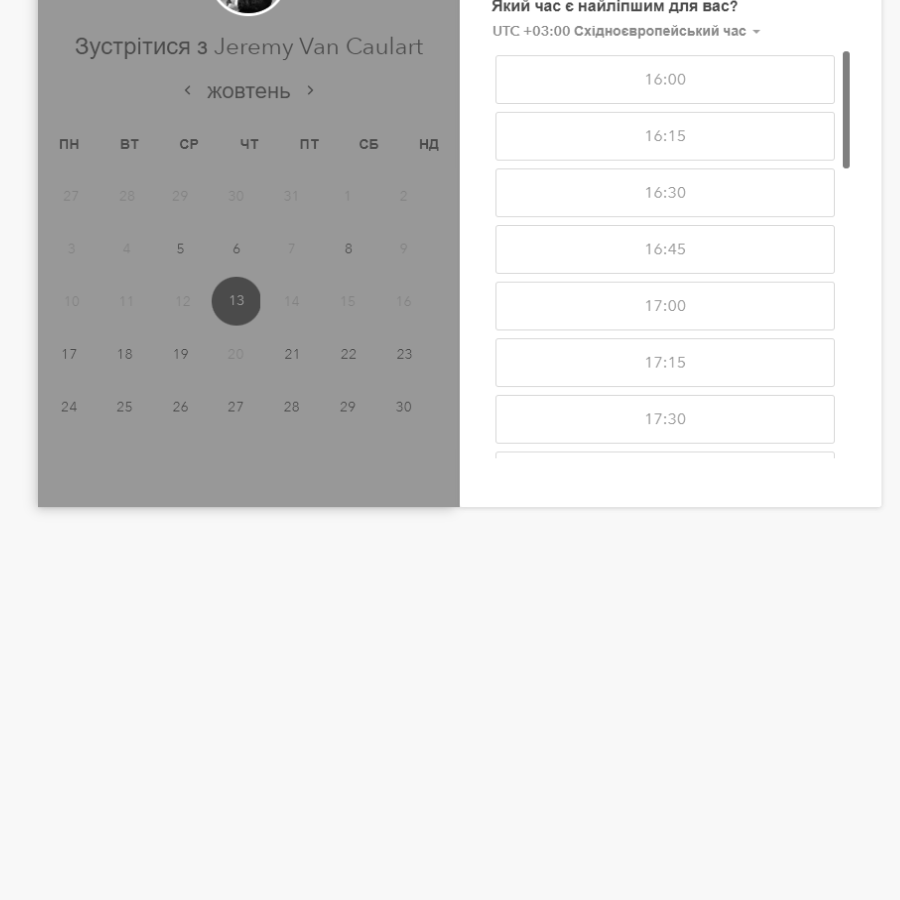 Зустрітися з Jeremy Van Caulart
жовтень
ПН ВТ СР ЧТ ПТ СБ НД
27 28 29 30 31 1 2
3 4 5 6 7 8 9
10 11 12 13 14 15 16
17 18 19 20 21 22 23
24 25 26 27 28 29 30
Який час є найліпшим для вас?
UTC +03:00 Східноєвропейський час
16:00
16:15
16:30
16:45
17:00
17:15
17:30